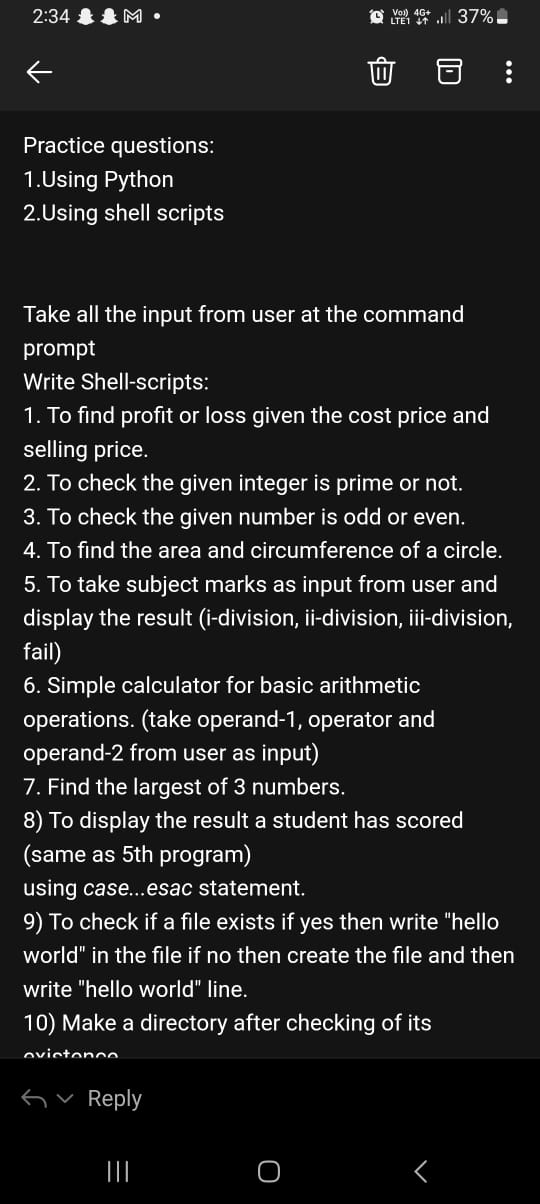 2:34
Vo)) 4G+
LTE1
37%
Practice questions:
1.Using Python
2.Using shell scripts
Take all the input from user at the command
prompt
Write Shell-scripts:
1. To find profit or loss given the cost price and
selling price.
2. To check the given integer is prime or not.
3. To check the given number is odd or even.
4. To find the area and circumference of a circle.
5. To take subject marks as input from user and
display the result (i-division, ii-division, iii-division,
fail)
6. Simple calculator for basic arithmetic
operations. (take operand-1, operator and
operand-2 from user as input)
7. Find the largest of 3 numbers.
8) To display the result a student has scored
(same as 5th program)
using case...esac statement.
9) To check if a file exists if yes then write "hello
world" in the file if no then create the file and then
write "hello world" line.
10) Make a directory after checking of its
existence
Reply